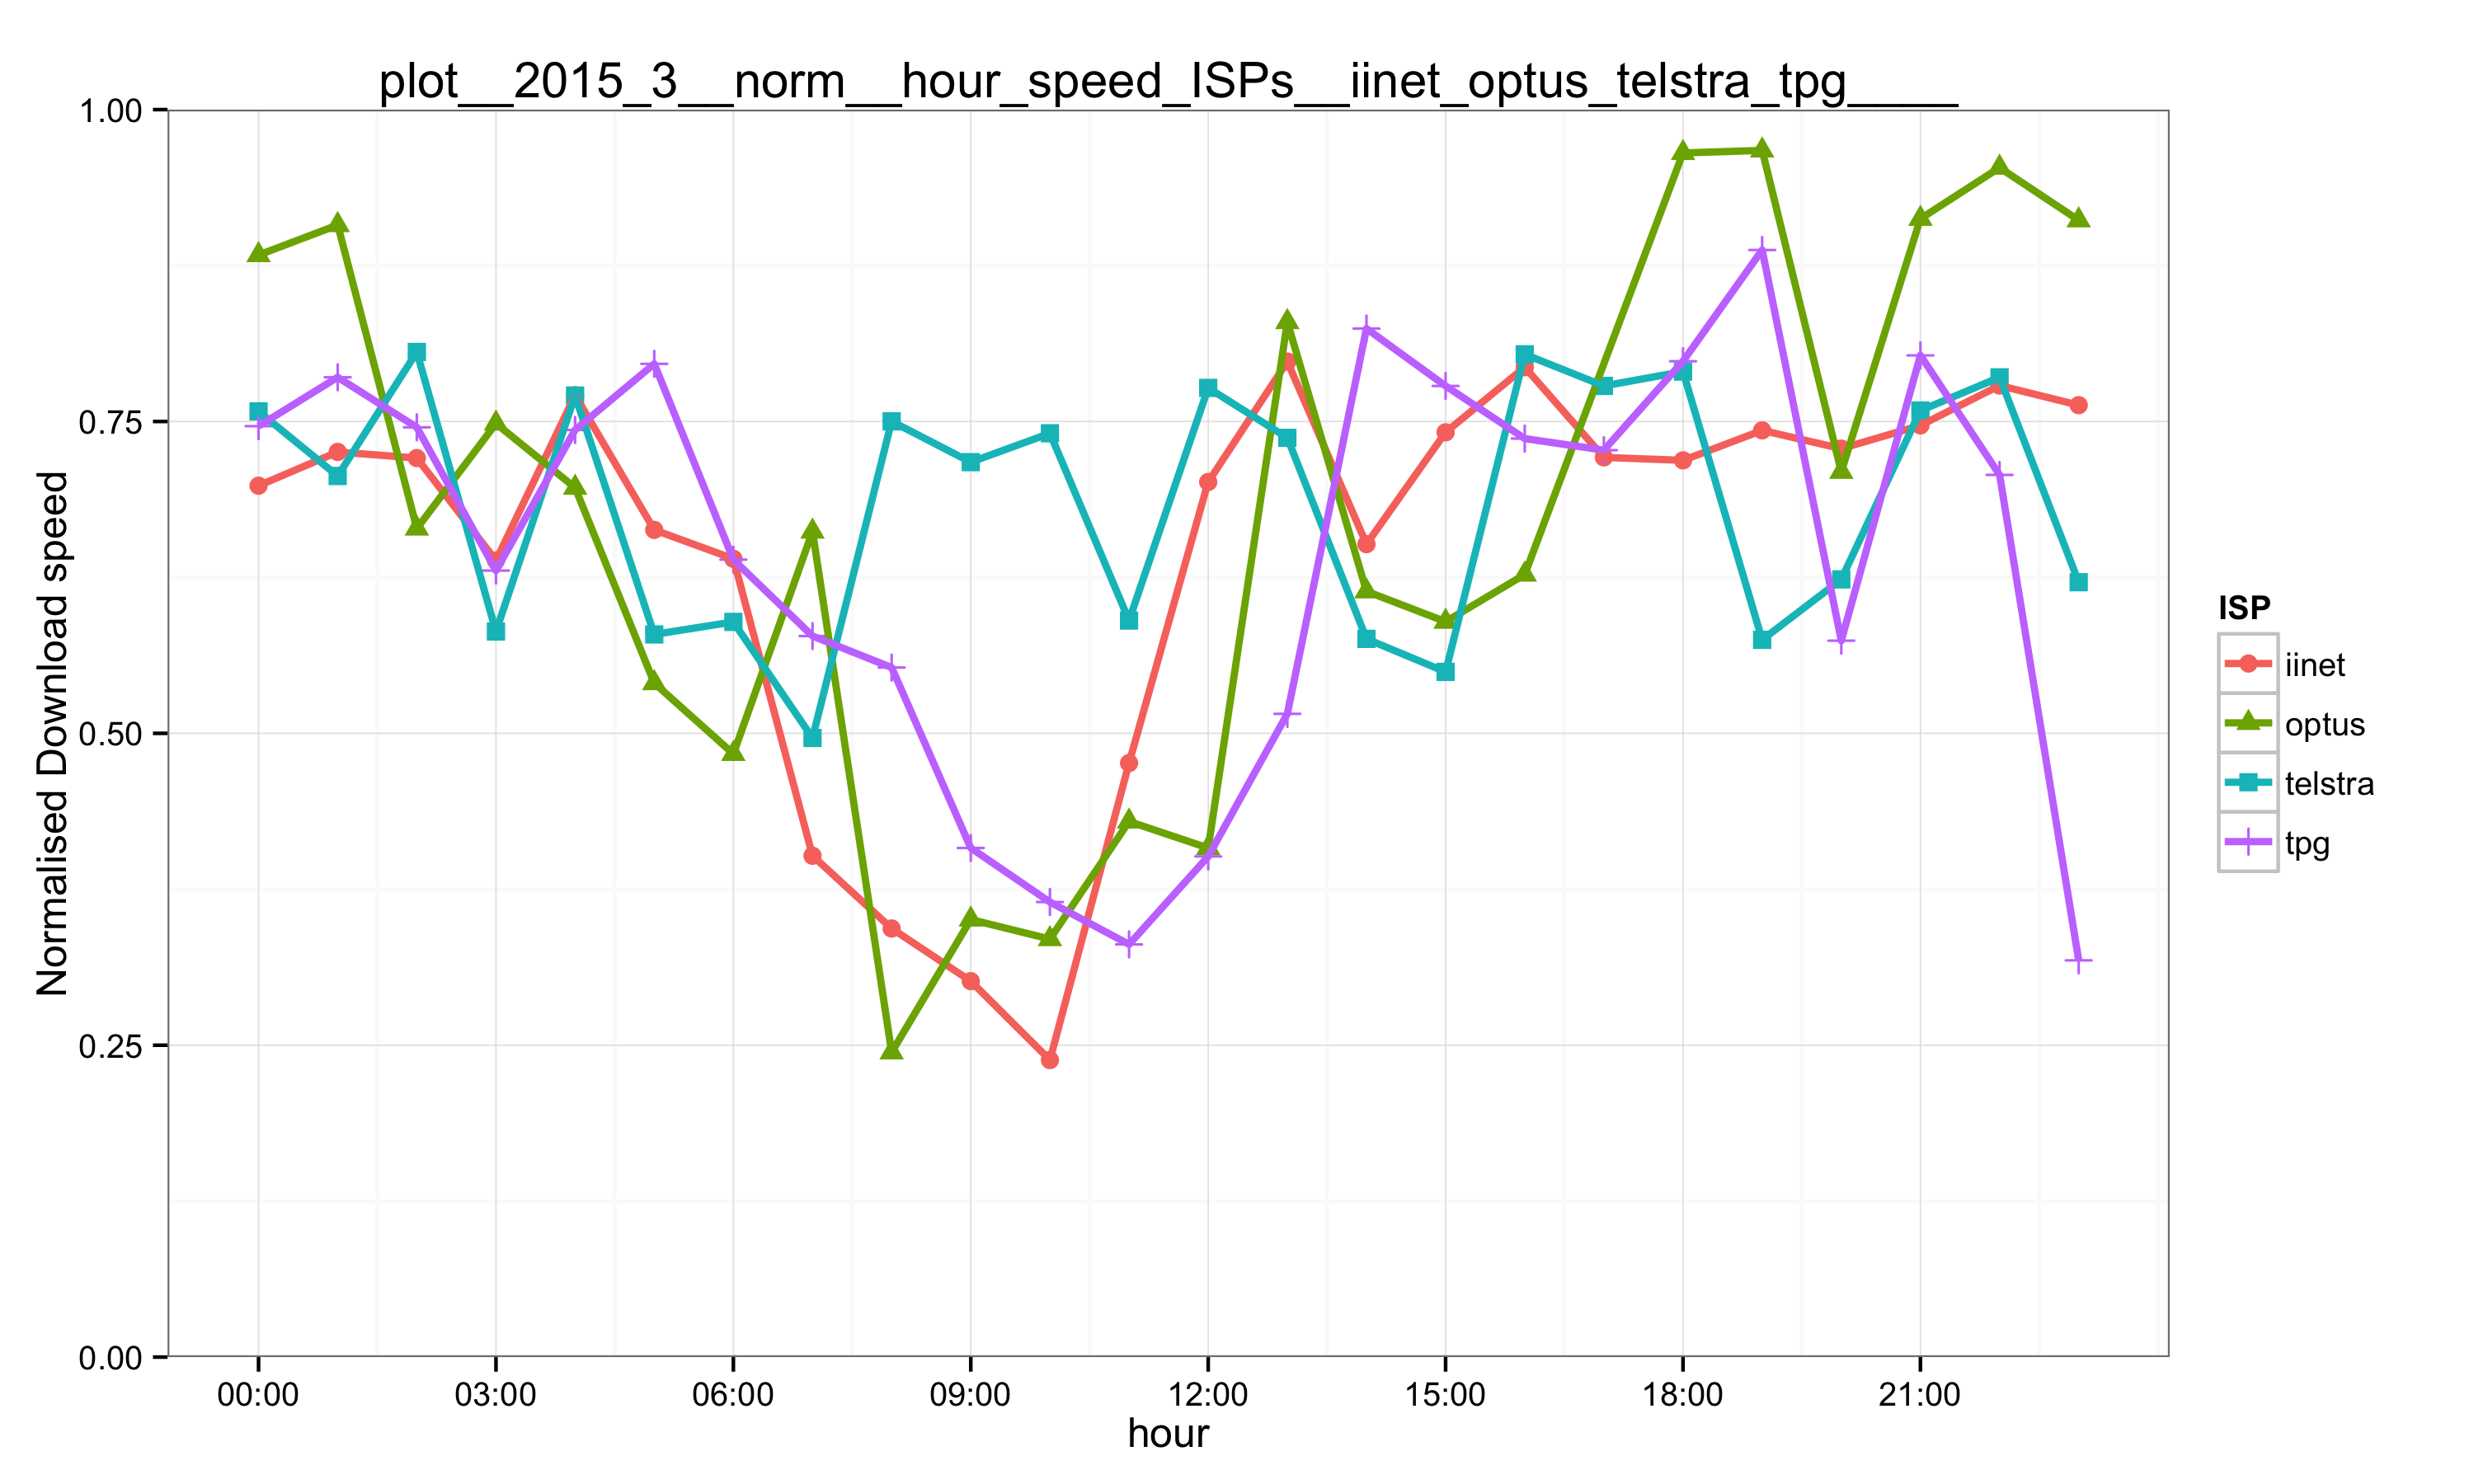 plot__2015_3__norm__hour_speed_ISPs__iinet_optus_telstra_tpg____
1.00
0.75
0.50
0.25
0.00
Normalised Download speed
00:00 03:00 06:00 09:00 12:00 15:00 18:00 21:00
hour
ISP
iinet
optus
telstra
tpg